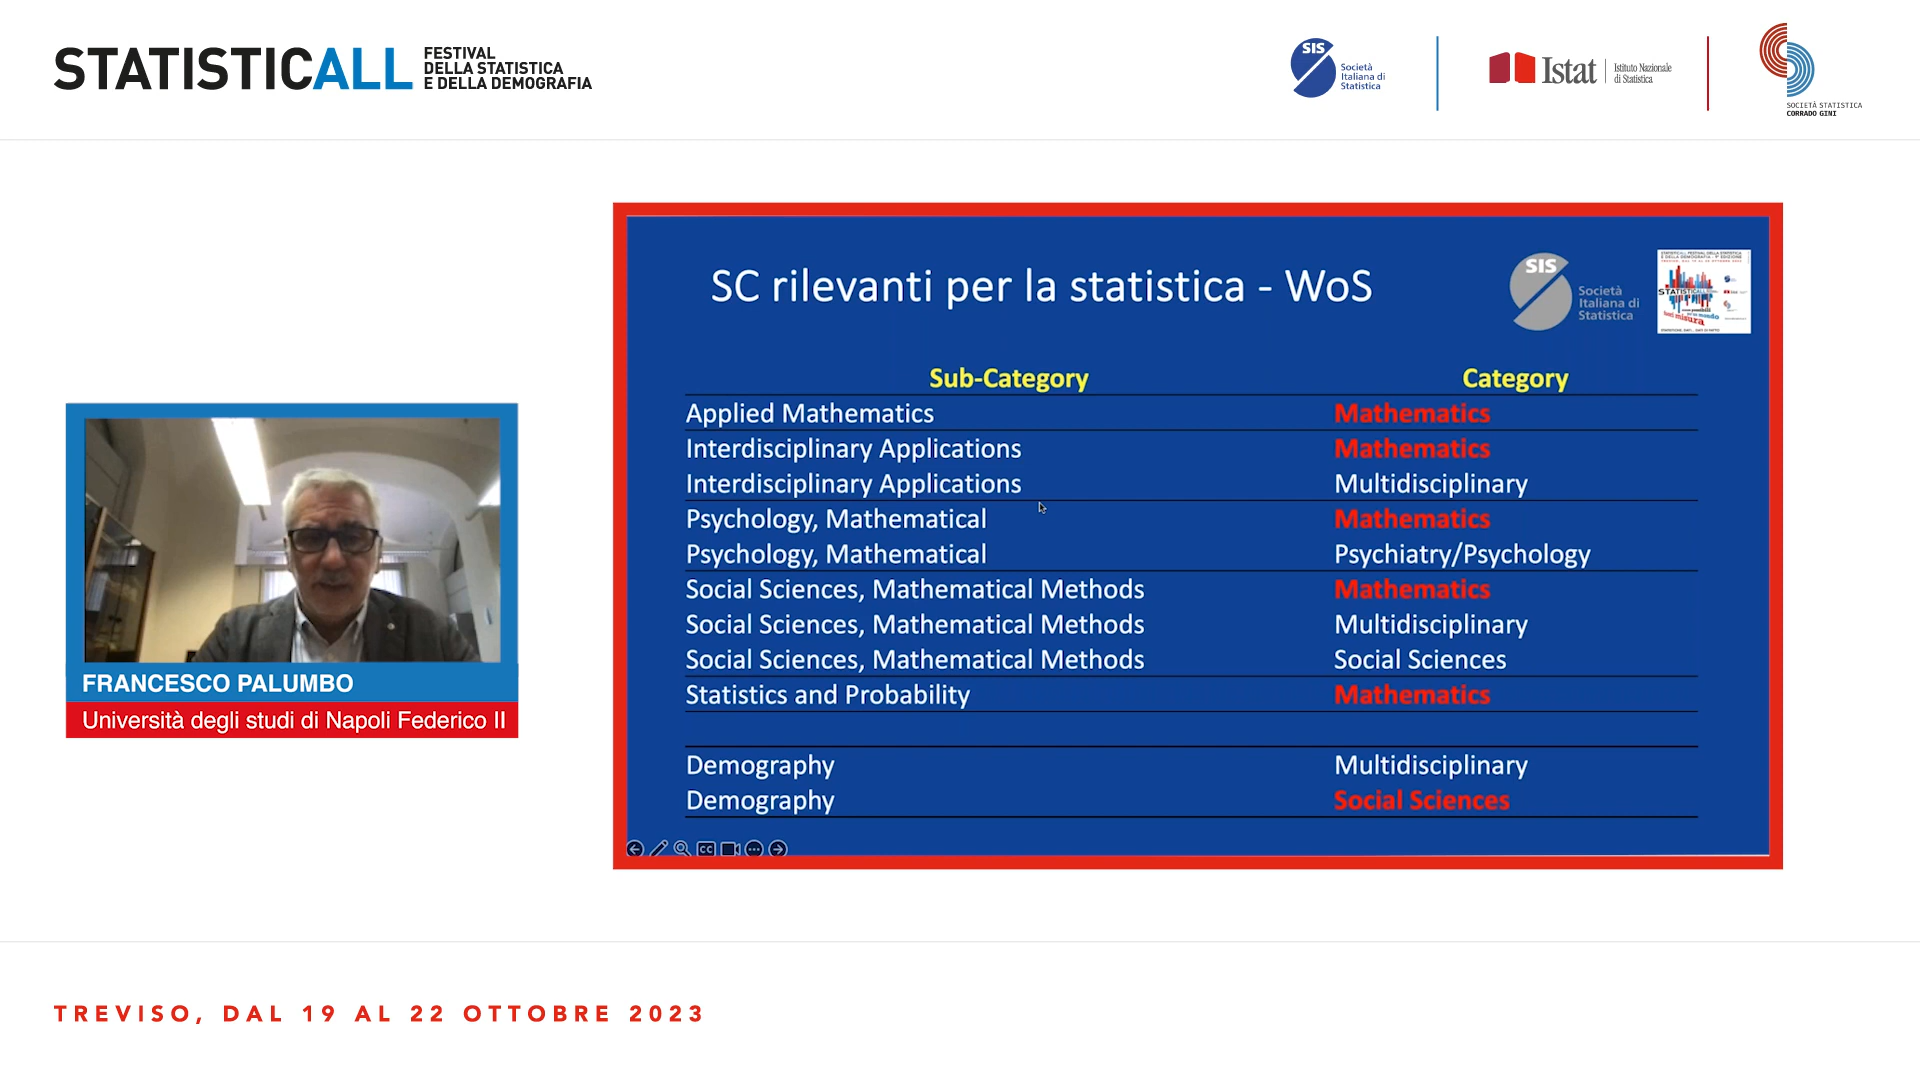 STATISTICALL
FESTIVAL
DELLA STATISTICA
E DELLA DEMOGRAFIA
SIS
Società
Italiana di
Statistica
Istat
Istituto Nazionale
di Statistica
SOCIETÀ STATISTICA
CORRADO GINI
SC rilevanti per la statistica - WoS
SIS
Società
Italiana di
Statistica
STATISTICALL
Sub-Category Category
Applied Mathematics Mathematics
Interdisciplinary Applications Mathematics
Interdisciplinary Applications Multidisciplinary
Psychology, Mathematical Mathematics
Psychology, Mathematical Psychiatry/Psychology
Social Sciences, Mathematical Methods Mathematics
Social Sciences, Mathematical Methods Multidisciplinary
Social Sciences, Mathematical Methods Social Sciences
Statistics and Probability Mathematics
Demography Multidisciplinary
Demography Social Sciences
CC
FRANCESCO PALUMBO
Università degli studi di Napoli Federico II
TREVISO, DAL 19 AL 22 OTTOBRE 2023